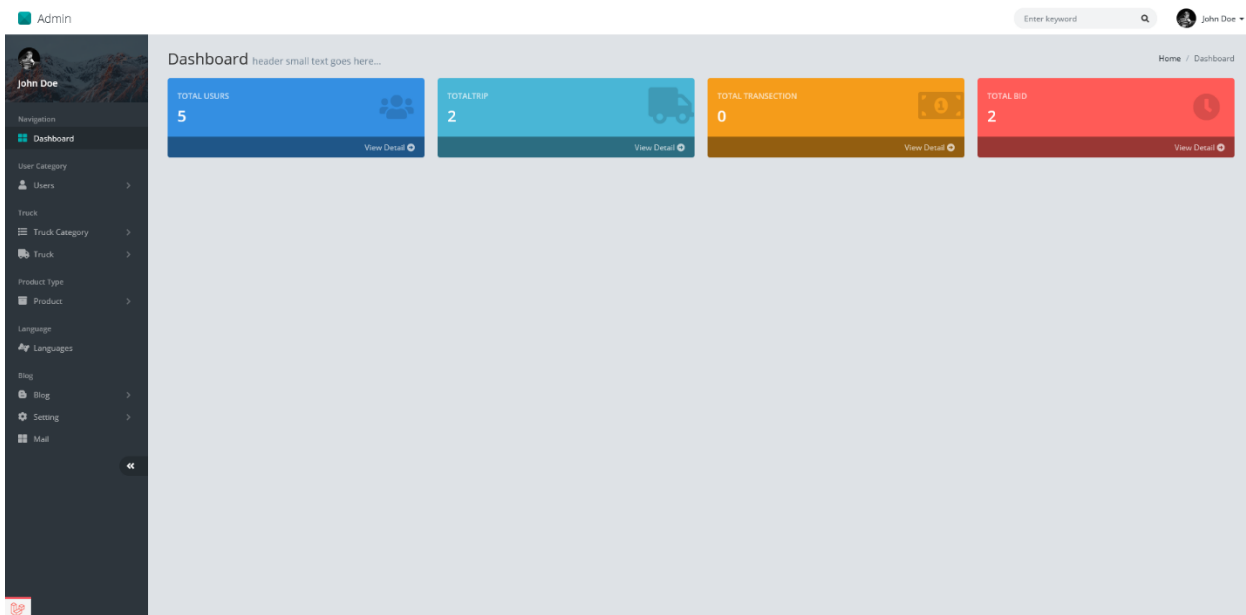 Admin
Enter keyword
John Doe
John Doe
Navigation
Dashboard
User Category
Users
Truck
Truck Category
Truck
Product Type
Product
Language
Languages
Blog
Blog
Setting
Mail
Dashboard header small text goes here...
Home / Dashboard
TOTAL USURS
5
View Detail
TOTALTRIP
2
View Detail
TOTAL TRANSECTION
0
1
View Detail
TOTAL BID
2
View Detail